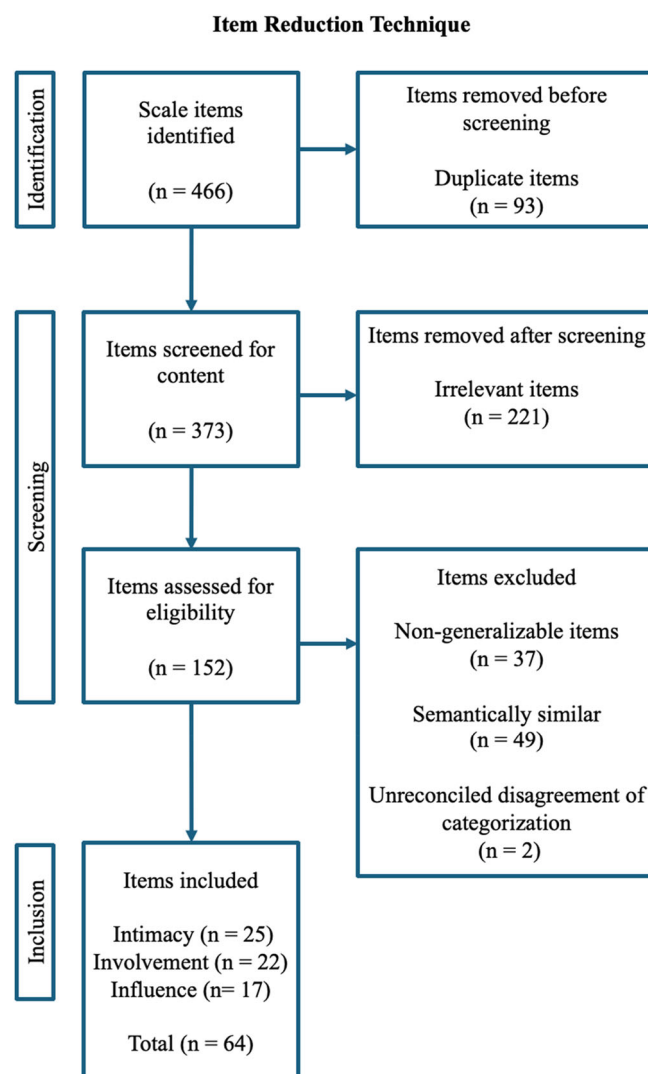 Item Reduction Technique
Identification
Scale items
identified
(n = 466)
Items removed before
screening
Duplicate items
(n = 93)
Screening
Items screened for
content
(n = 373)
Items removed after screening
Irrelevant items
(n = 221)
Items assessed for
eligibility
(n = 152)
Items excluded
Non-generalizable items
(n = 37)
Semantically similar
(n = 49)
Unreconciled disagreement of
categorization
(n = 2)
Inclusion
Items included
Intimacy (n = 25)
Involvement (n = 22)
Influence (n= 17)
Total (n = 64)